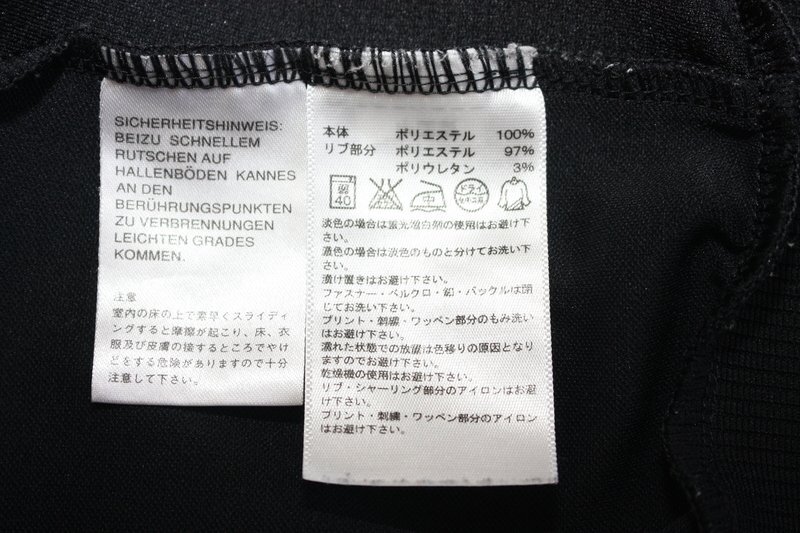 SICHERHEITSHINWEIS:
BEIZU SCHNELLEM
RUTSCHEN AUF
HALLENBÖDEN KANNES
AN DEN
BERÜHRUNGSPUNKTEN
ZU VERBRENNUNGEN
LEICHTEN GRADES
KOMMEN.
注意
室内の床の上で素早くスライディ
ングすると摩擦が起こり、床、衣
服及び皮膚の接するところでやけ
どをする危険がありますので十分
注意して下さい。
本体 ポリエステル 100%
リブ部分 ポリエステル 97%
ポリウレタン 3%
40
ドライ
淡色の場合は蛍光増白剤の使用はお避け下
さい。
濃色の場合は淡色のものと分けてお洗い下
さい。
漬け置きはお避け下さい。
ファスナー・ベルクロ・釦・バックルは閉
じてお洗い下さい。
プリント・刺繍・ワッペン部分のもみ洗い
はお避け下さい。
濡れた状態での放置は色移りの原因となり
ますのでお避け下さい。
乾燥機の使用はお避け下さい。
リブ・シャーリング部分のアイロンはお避
け下さい。
プリント・刺繍・ワッペン部分のアイロン
はお避け下さい。